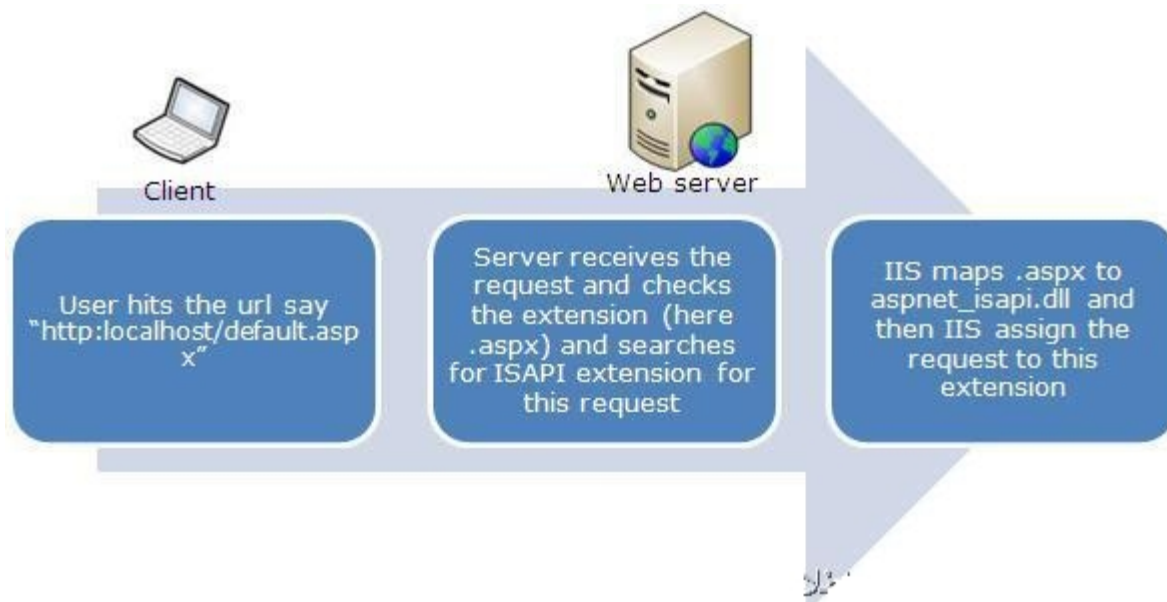 Client
Web server
User hits the url say
“http:localhost/default.asp
x”
Server receives the
request and checks
the extension (here
.aspx) and searches
for ISAPI extension for
this request
IIS maps .aspx to
aspnet_isapi.dll and
then IIS assign the
request to this
extension